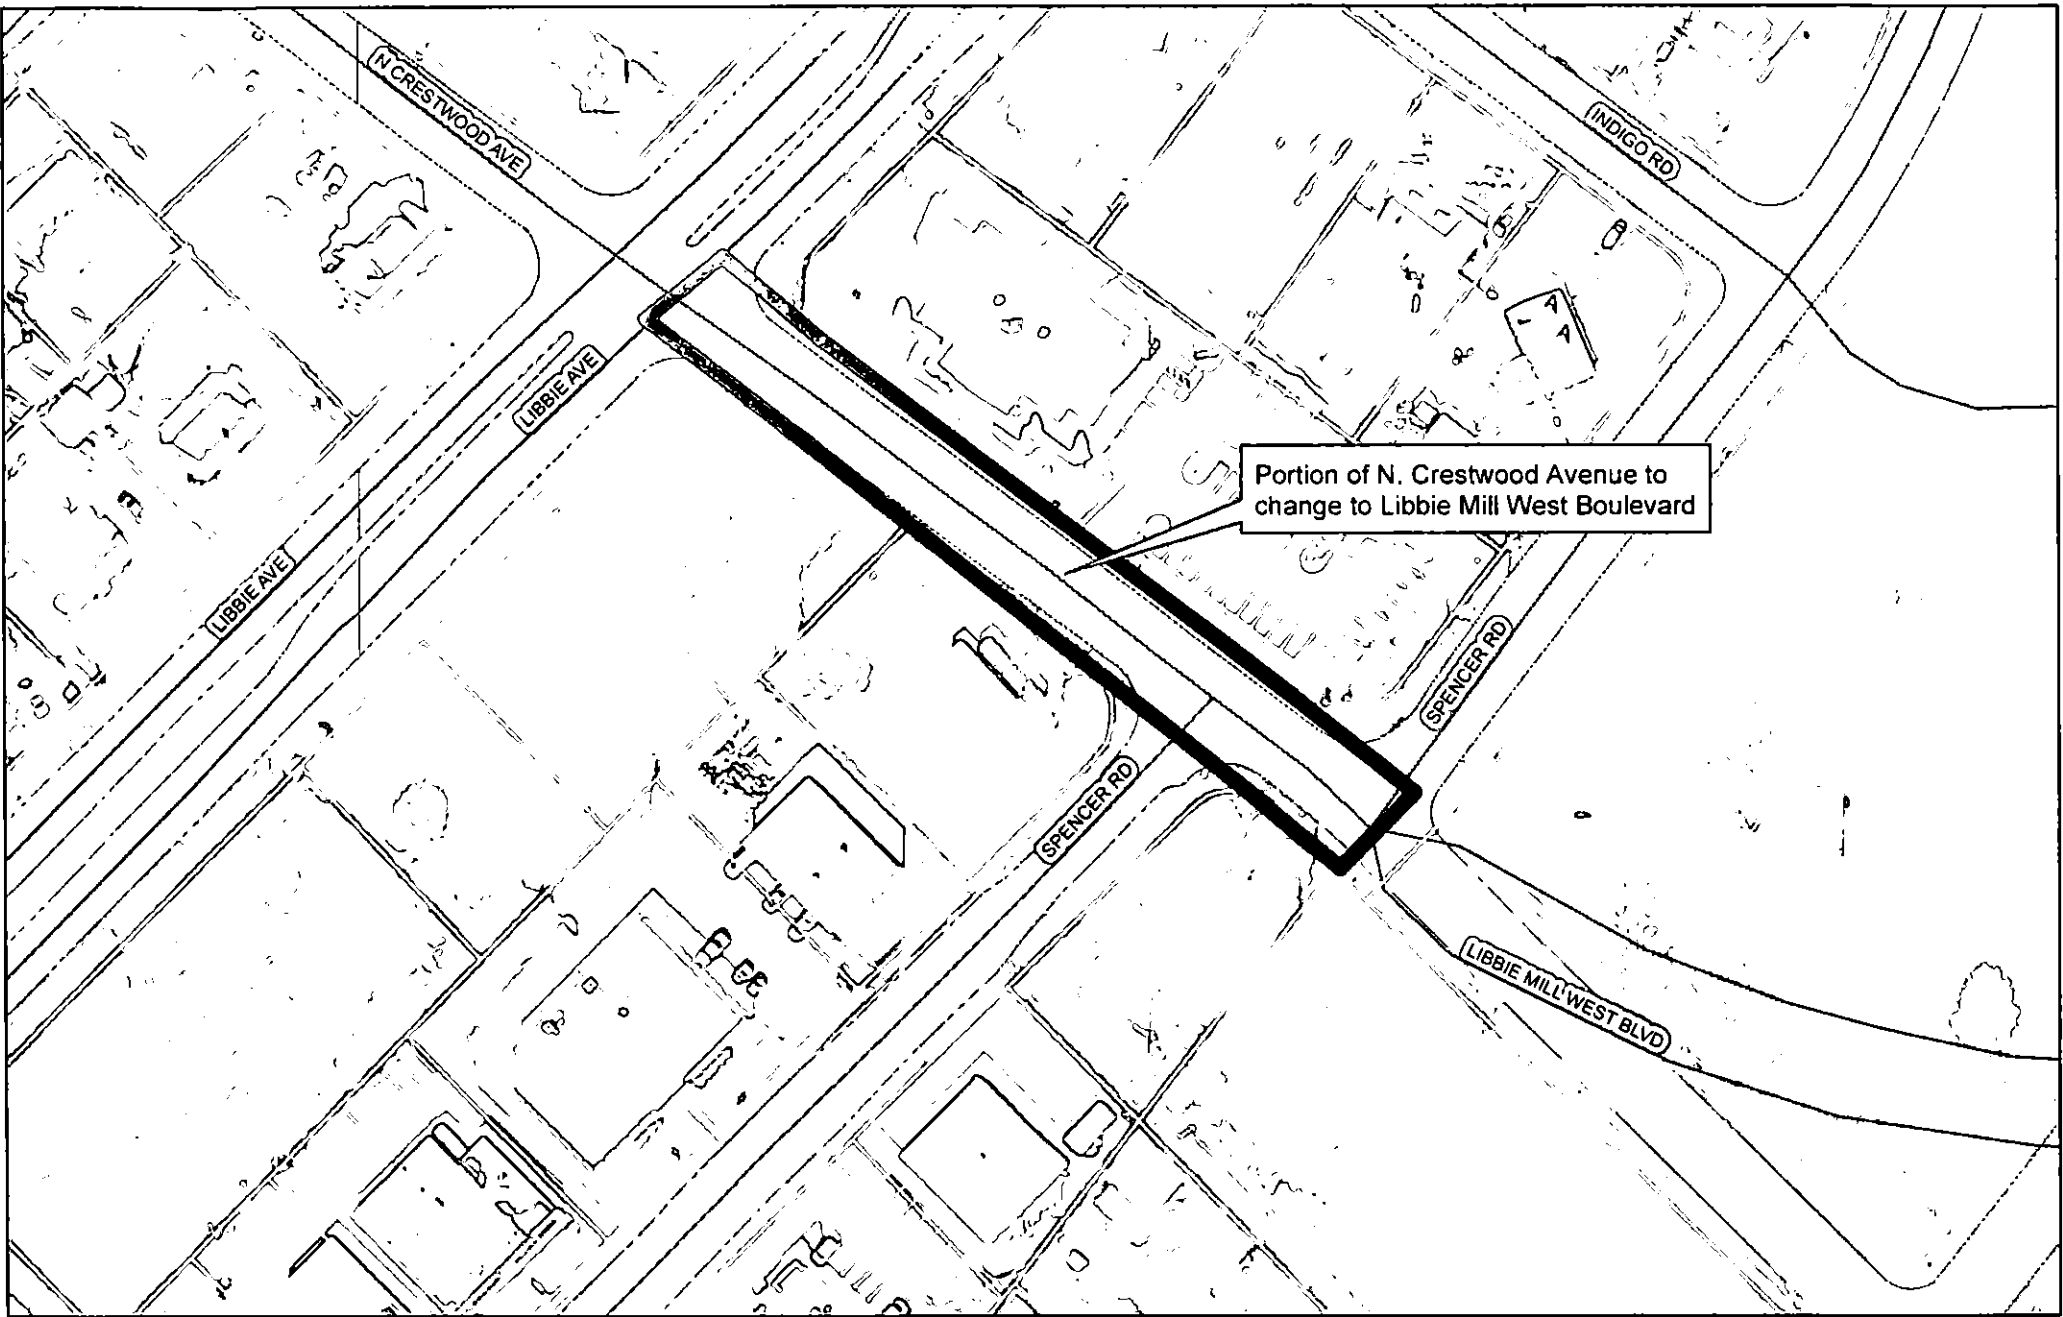 N CRESTWOOD AVE
INDIGO RD
LIBBIE AVE
Portion of N. Crestwood Avenue to
change to Libbie Mill West Boulevard
LIBBIE AVE
SPENCER RD
SPENCER RD
LIBBIE MILL WEST BLVD